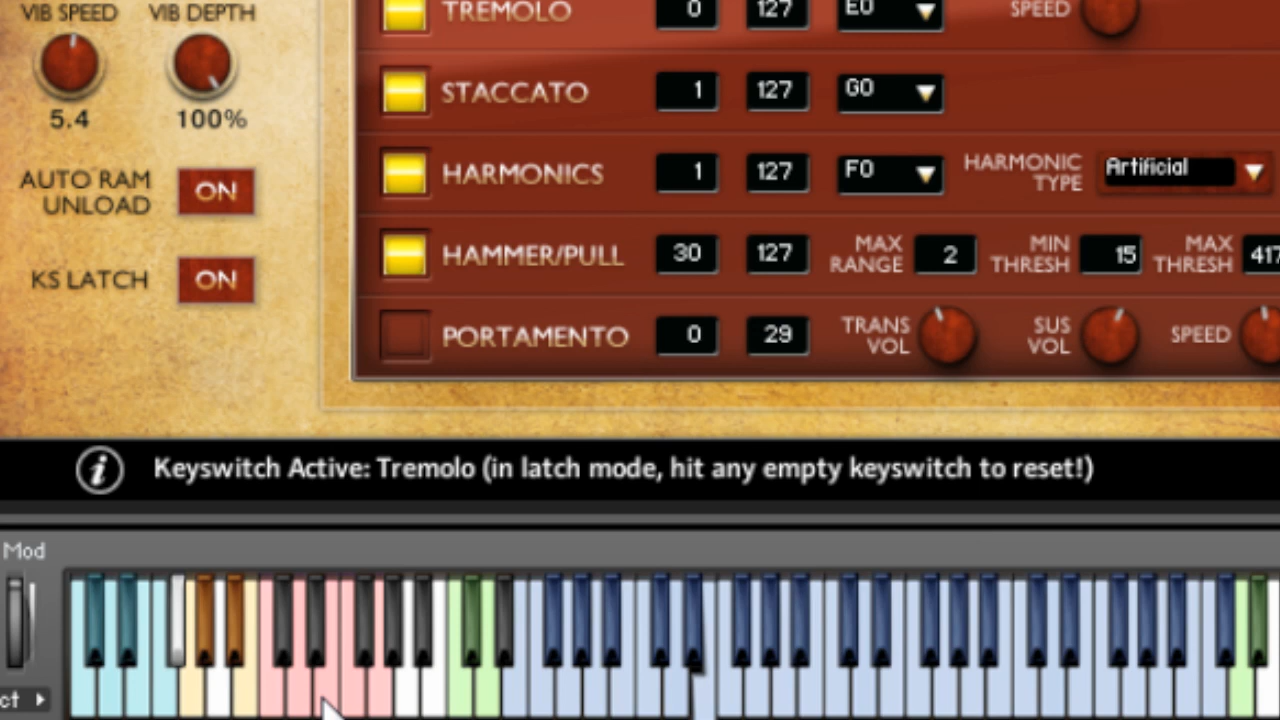 VIB SPEED VIB DEPTH
5.4 100%
AUTO RAM
UNLOAD ON
KS LATCH ON
TREMOLO 0 127 E0 SPEED
STACCATO 1 127 G0
HARMONICS 1 127 F0 HARMONIC
TYPE Artificial
HAMMER/PULL 30 127 MAX
RANGE 2 MIN
THRESH 15 MAX
THRESH 417
PORTAMENTO 0 29 TRANS
VOL SUS
VOL SPEED
i Keyswitch Active: Tremolo (in latch mode, hit any empty keyswitch to reset!)
Mod
ct